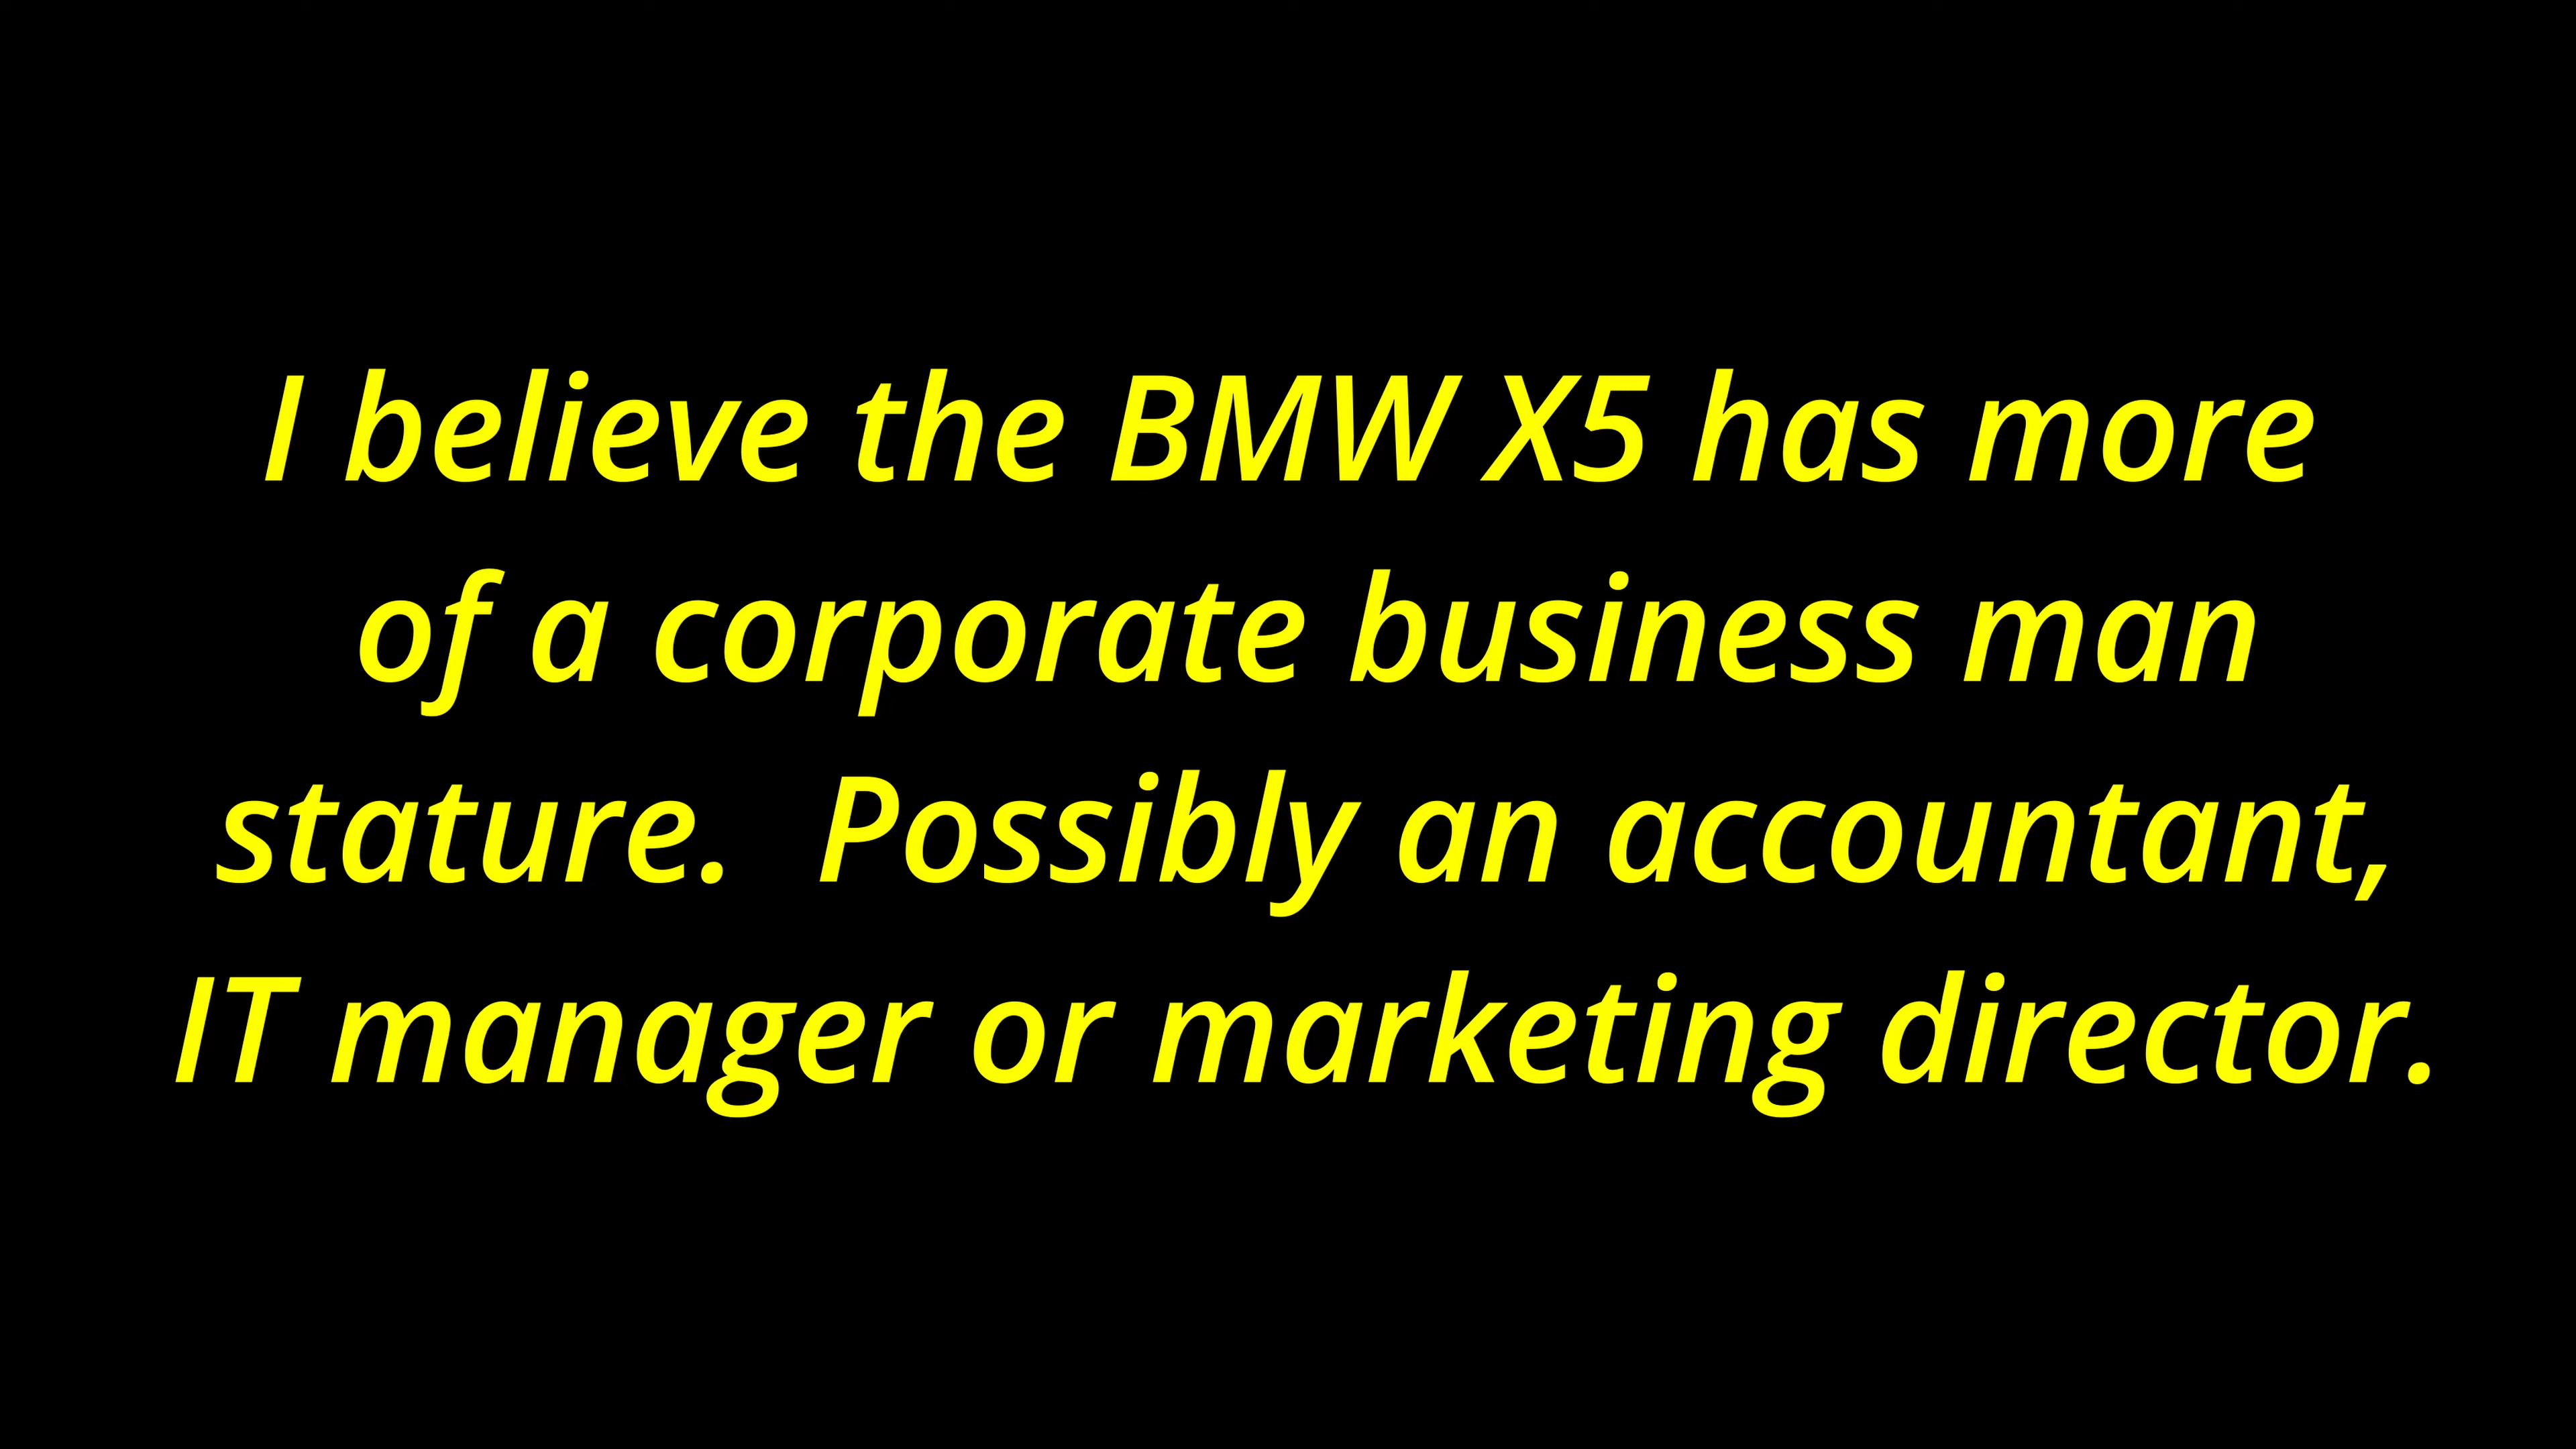 I believe the BMW X5 has more
of a corporate business man
stature.  Possibly an accountant,
IT manager or marketing director.